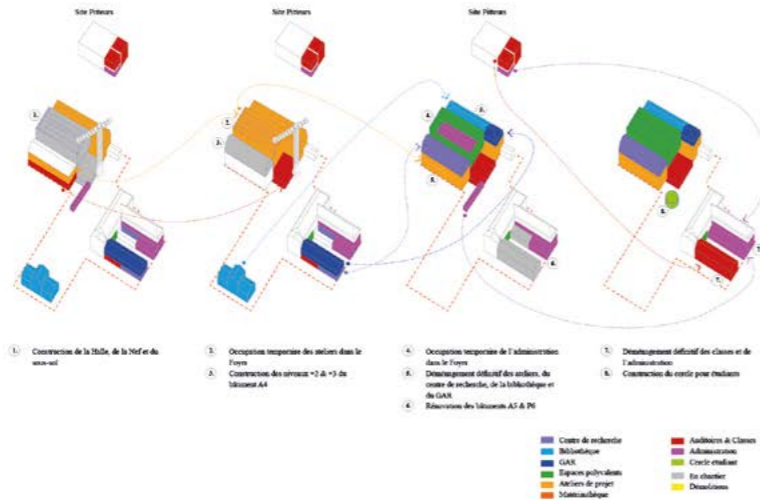 Site Pitteurs
Site Pitteurs
Site Pitteurs
1. Construction de la Halle, de la Nef et du
sous-sol
2. Occupation temporaire des ateliers dans le
Foyer
3. Construction des niveaux +2 & +3 du
bâtiment A4
4. Occupation temporaire de l'administration
dans le Foyer
5. Déménagement définitif des ateliers, du
centre de recherche, de la bibliothèque et
du GAR
6. Rénovation des bâtiments A5 & P6
7. Déménagement définitif des classes et de
l'administration
8. Construction du cercle pour étudiants
Centre de recherche
Bibliothèque
GAR
Espaces polyvalents
Ateliers de projet
Matériauthèque
Auditoires & Classes
Administration
Cercle étudiant
En chantier
Démolitions